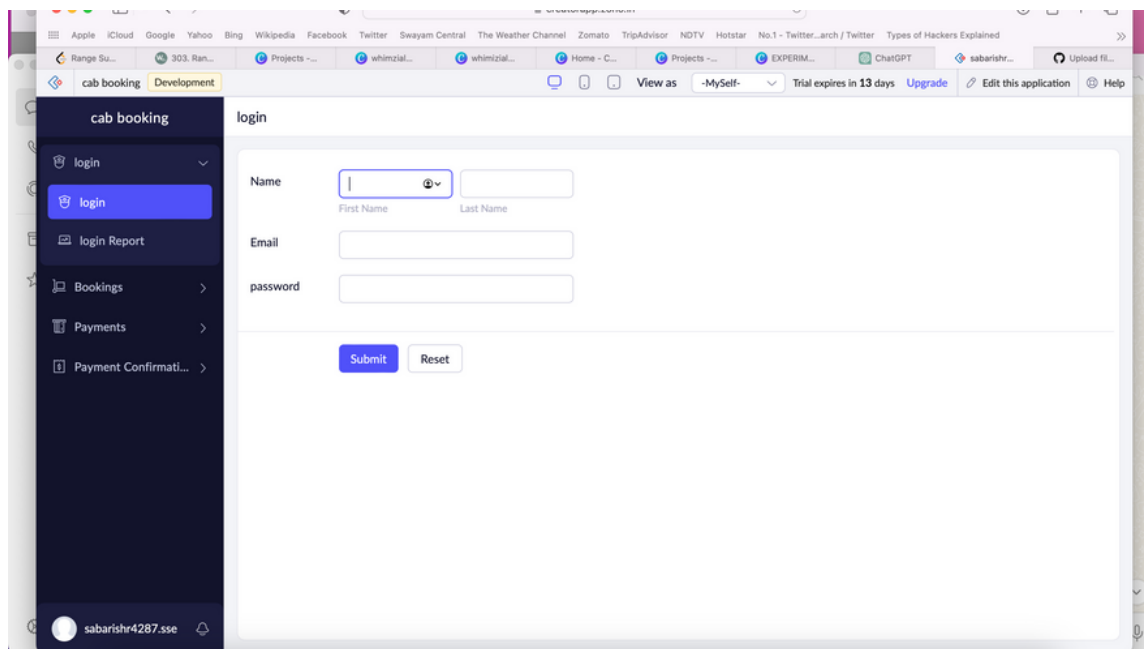 Apple iCloud Google Yahoo Bing Wikipedia Facebook Twitter Swayam Central The Weather Channel Zomato TripAdvisor NDTV Hotstar No.1 - Twitter...arch / Twitter Types of Hackers Explained
Range Su... 303. Ran... Projects -... whimzial... whimizial... Home - C... Projects -... EXPERIM... ChatGPT sabarishr... Upload fil...
cab booking Development View as -MySelf- Trial expires in 13 days Upgrade Edit this application Help
cab booking
login
login
login
login Report
Bookings
Payments
Payment Confirmati...
sabarishr4287.sse
Name
First Name Last Name
Email
password
Submit Reset